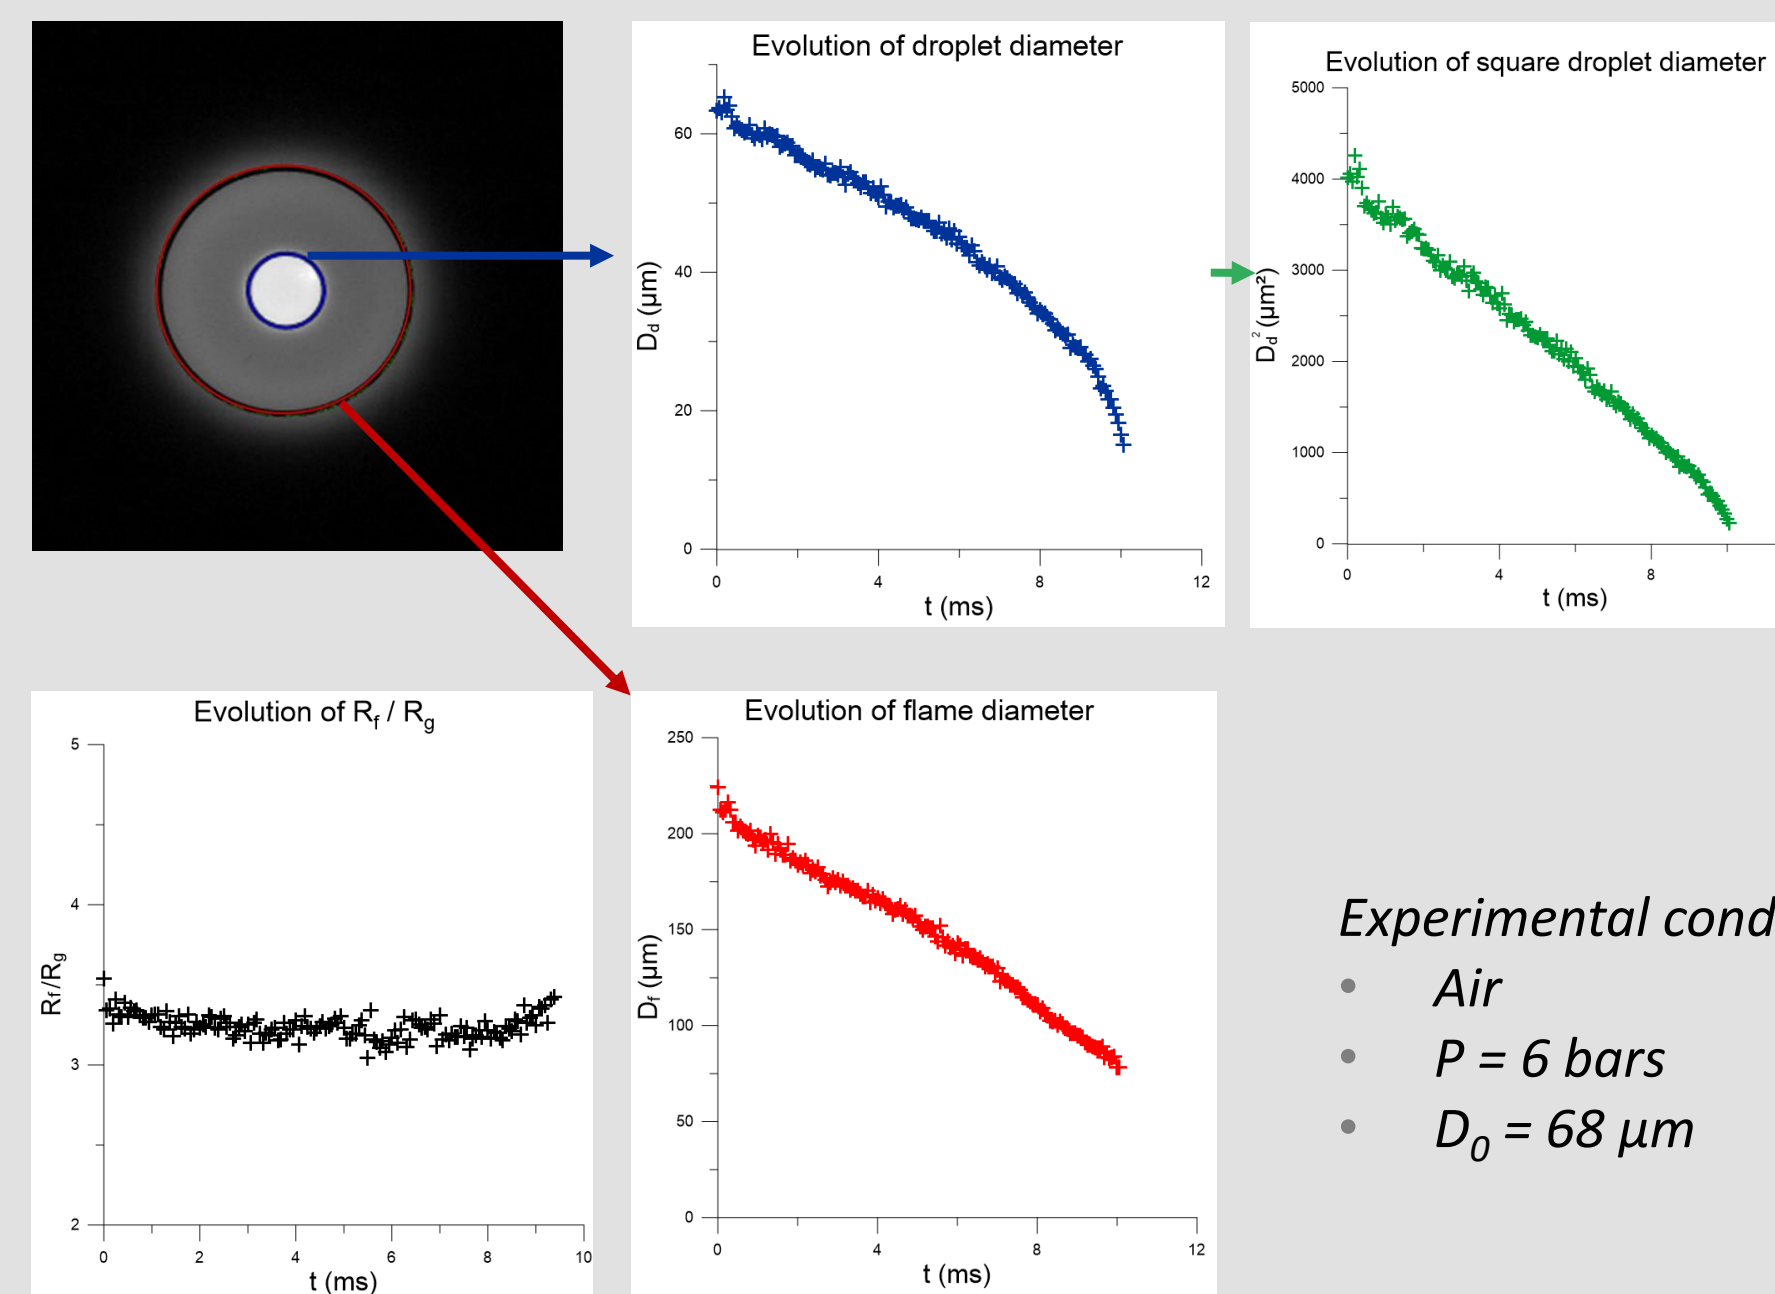 Evolution of droplet diameter
60
40
20
0
0 4 8 12
D_d (µm)
t (ms)
Evolution of square droplet diameter
5000
4000
3000
2000
1000
0
0 4 8
D_d² (µm²)
t (ms)
Evolution of R_f / R_g
5
4
3
2
0 2 4 6 8 10
R_f/R_g
t (ms)
Evolution of flame diameter
250
200
150
100
50
0
0 4 8 12
D_f (µm)
t (ms)
Experimental cond
• Air
• P = 6 bars
• D_0 = 68 µm